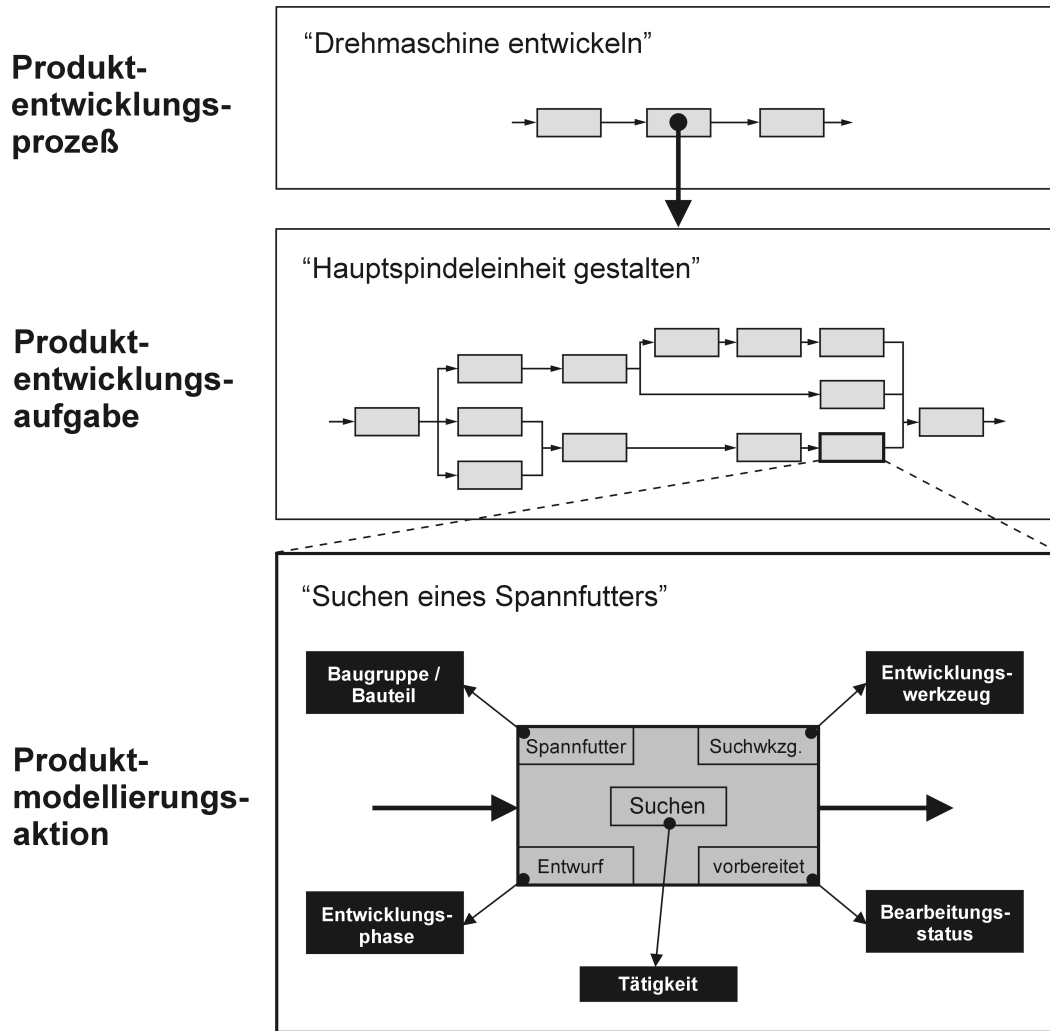 Produkt-
entwicklungs-
prozeß
“Drehmaschine entwickeln”
Produkt-
entwicklungs-
aufgabe
“Hauptspindeleinheit gestalten”
Produkt-
modellierungs-
aktion
“Suchen eines Spannfutters”
Baugruppe /
Bauteil
Entwicklungs-
werkzeug
Spannfutter
Suchwkzg.
Suchen
Entwurf
vorbereitet
Entwicklungs-
phase
Bearbeitungs-
status
Tätigkeit